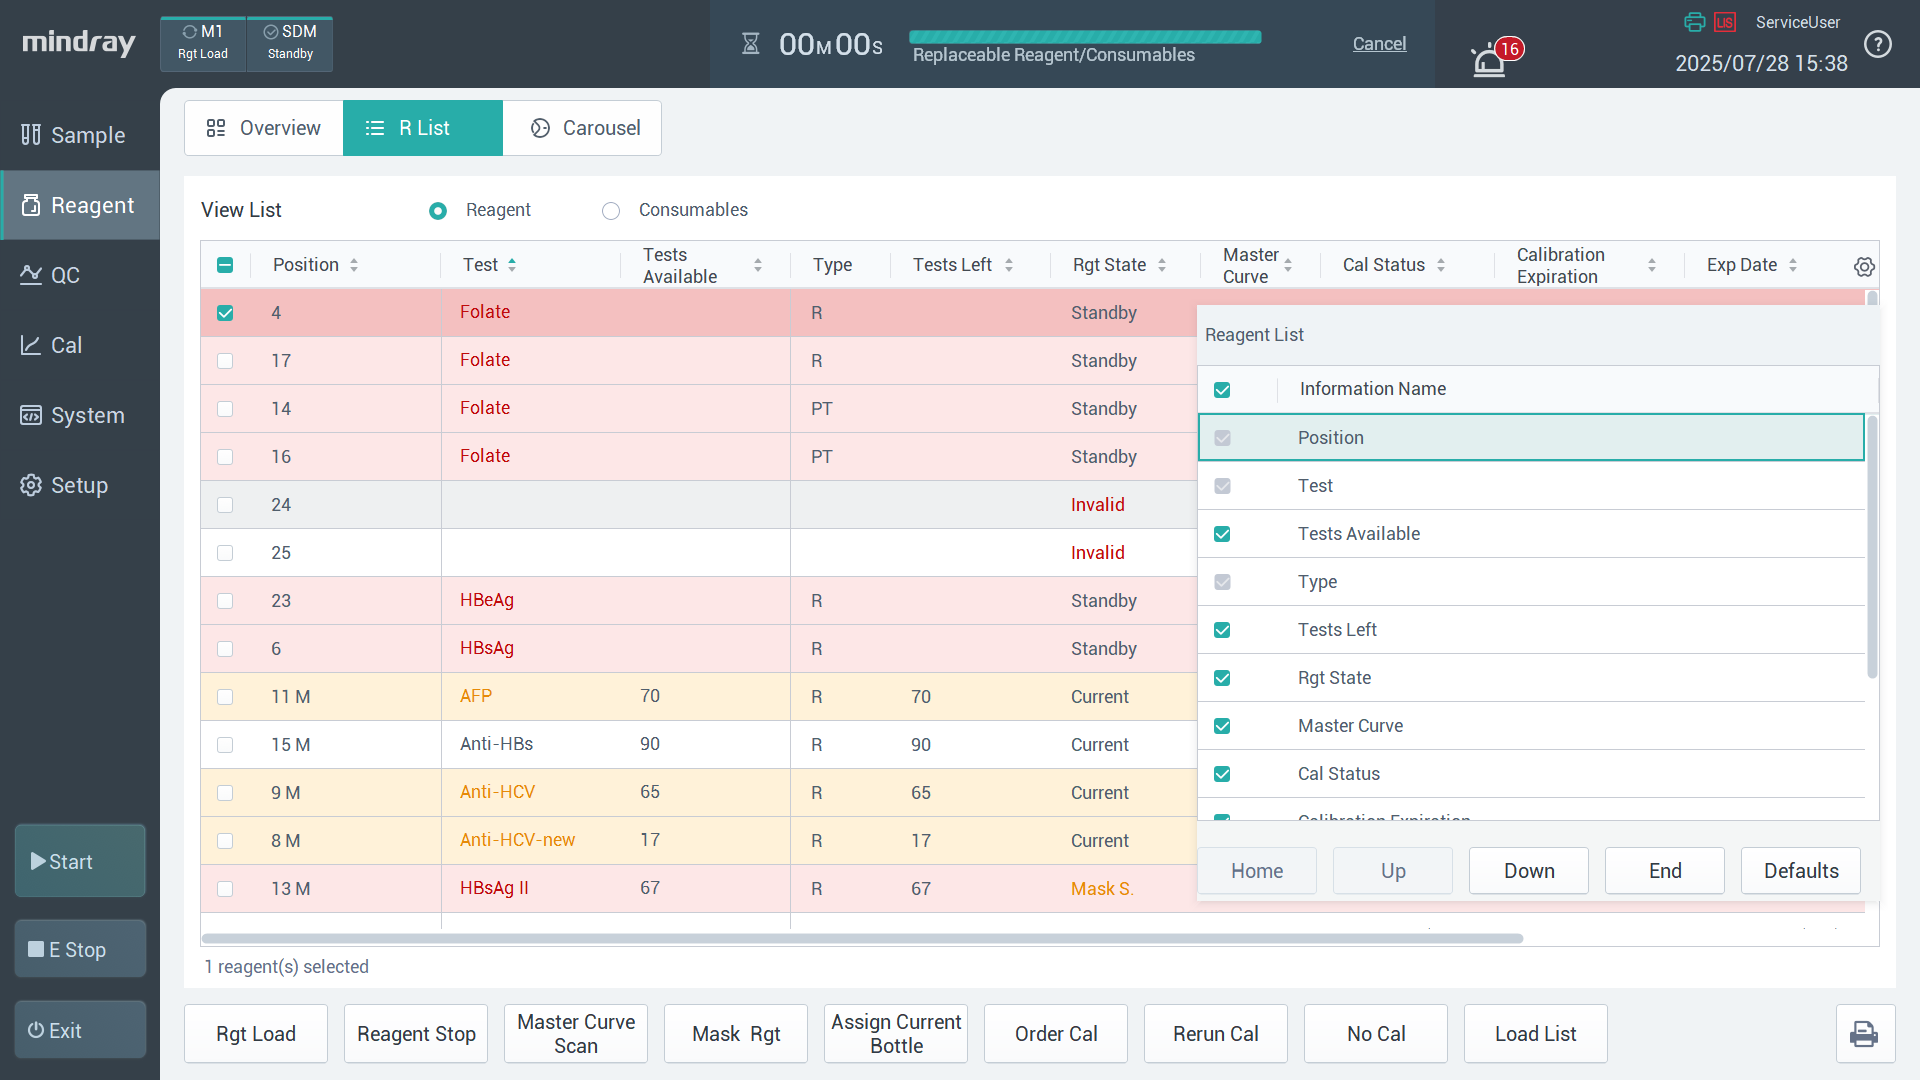 mindray
M1
Rgt Load
SDM
Standby
00M00S
Replaceable Reagent/Consumables
Cancel
16
LIS
ServiceUser
2025/07/28 15:38
?
Sample
Reagent
QC
Cal
System
Setup
Start
E Stop
Exit
Overview
R List
Carousel
View List
Reagent
Consumables
Position
Test
Tests
Available
Type
Tests Left
Rgt State
Master
Curve
Cal Status
Calibration
Expiration
Exp Date
4 Folate R Standby
17 Folate R Standby
14 Folate PT Standby
16 Folate PT Standby
24 Invalid
25 Invalid
23 HBeAg R Standby
6 HBsAg R Standby
11 M AFP 70 R 70 Current
15 M Anti-HBs 90 R 90 Current
9 M Anti-HCV 65 R 65 Current
8 M Anti-HCV-new 17 R 17 Current
13 M HBsAg II 67 R 67 Mask S.
Reagent List
Information Name
Position
Test
Tests Available
Type
Tests Left
Rgt State
Master Curve
Cal Status
Calibration Expiration
Home
Up
Down
End
Defaults
1 reagent(s) selected
Rgt Load
Reagent Stop
Master Curve
Scan
Mask Rgt
Assign Current
Bottle
Order Cal
Rerun Cal
No Cal
Load List